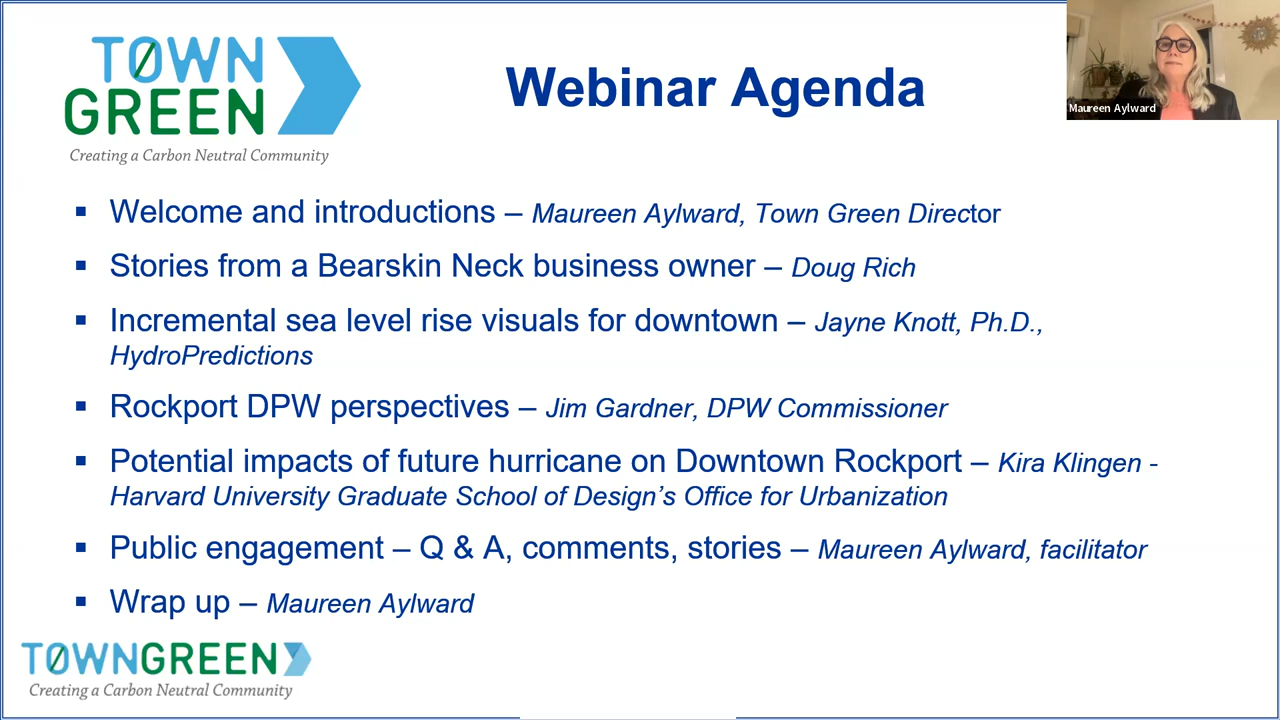 TOWN
GREEN
Creating a Carbon Neutral Community
Webinar Agenda
Maureen Aylward
▪ Welcome and introductions – Maureen Aylward, Town Green Director
▪ Stories from a Bearskin Neck business owner – Doug Rich
▪ Incremental sea level rise visuals for downtown – Jayne Knott, Ph.D.,
HydroPredictions
▪ Rockport DPW perspectives – Jim Gardner, DPW Commissioner
▪ Potential impacts of future hurricane on Downtown Rockport – Kira Klingen -
Harvard University Graduate School of Design’s Office for Urbanization
▪ Public engagement – Q & A, comments, stories – Maureen Aylward, facilitator
▪ Wrap up – Maureen Aylward
TOWNGREEN
Creating a Carbon Neutral Community